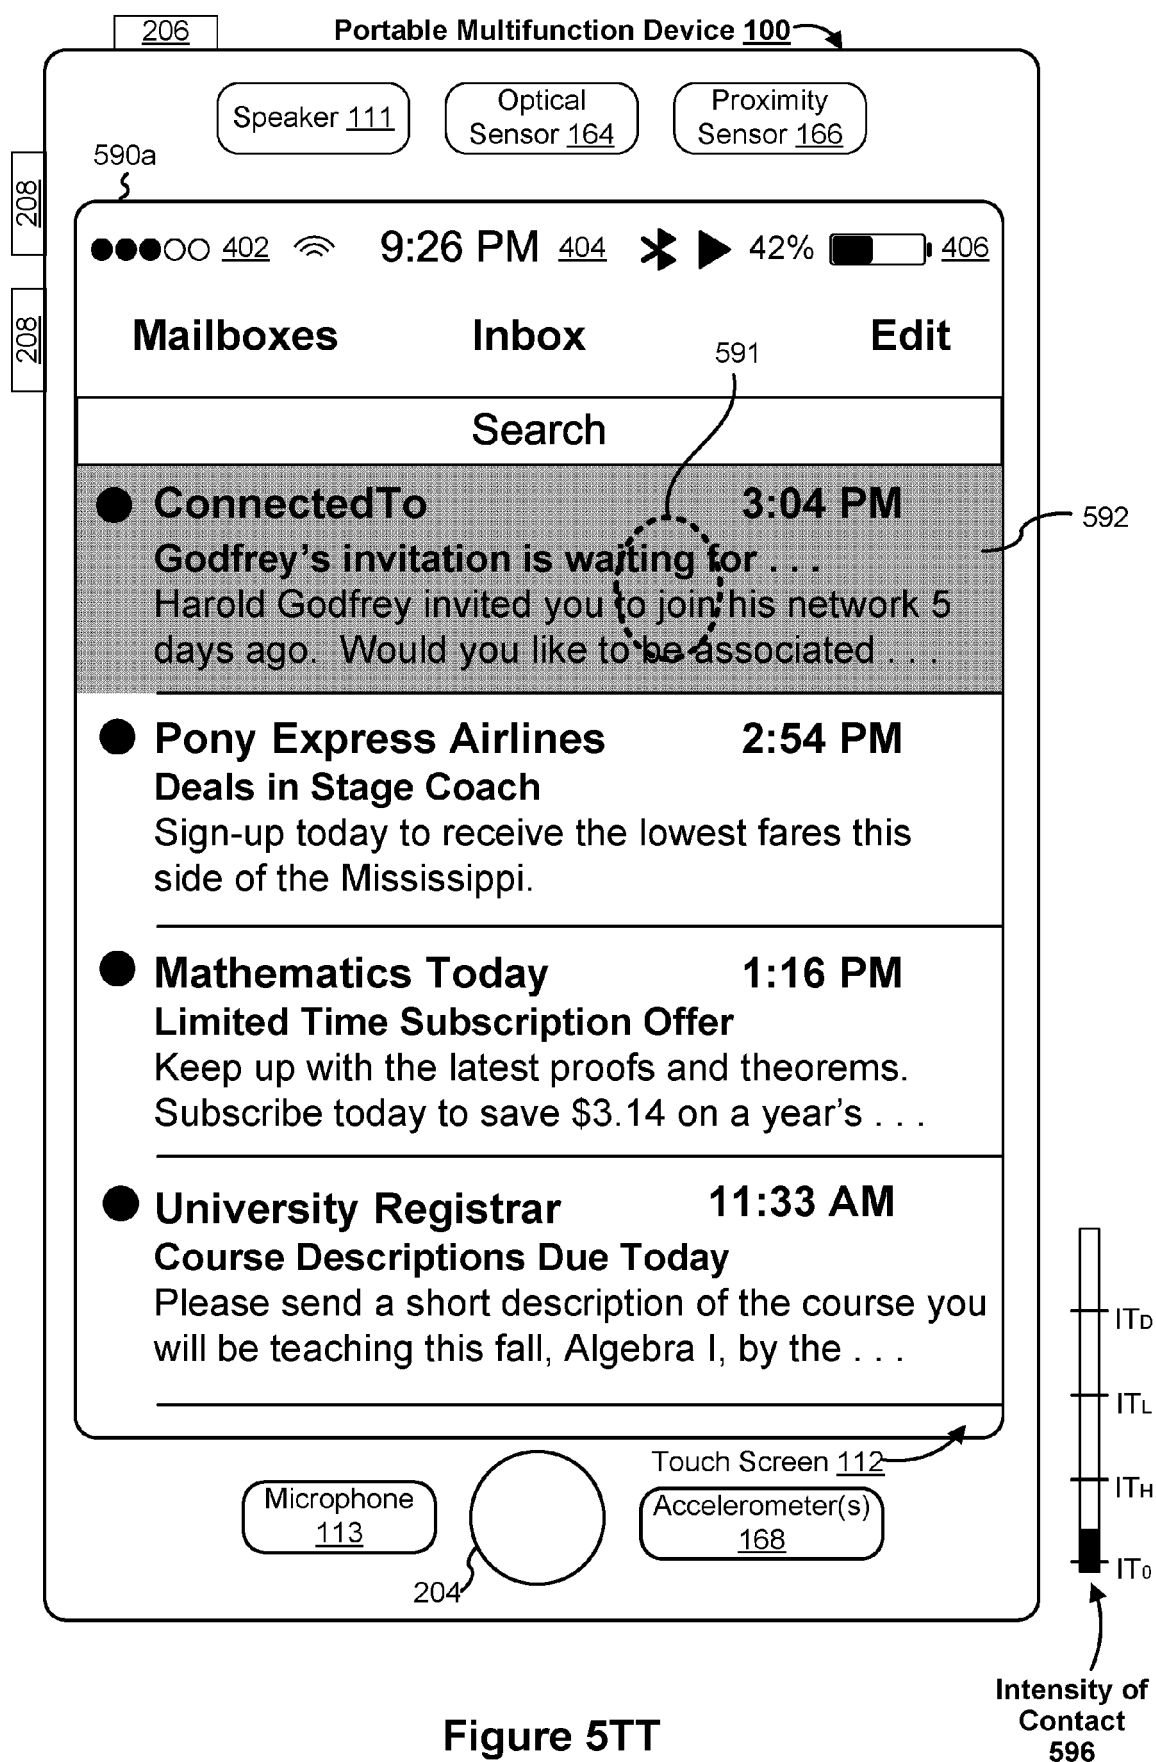 206
Portable Multifunction Device 100
Speaker 111
Optical
Sensor 164
Proximity
Sensor 166
590a
208
208
402
9:26 PM 404
42%
406
Mailboxes
Inbox
Edit
591
Search
ConnectedTo
3:04 PM
592
Godfrey's invitation is waiting for . . .
Harold Godfrey invited you to join his network 5
days ago. Would you like to be associated . . .
Pony Express Airlines
2:54 PM
Deals in Stage Coach
Sign-up today to receive the lowest fares this
side of the Mississippi.
Mathematics Today
1:16 PM
Limited Time Subscription Offer
Keep up with the latest proofs and theorems.
Subscribe today to save $3.14 on a year's . . .
University Registrar
11:33 AM
Course Descriptions Due Today
Please send a short description of the course you
will be teaching this fall, Algebra I, by the . . .
ITD
ITL
ITH
IT0
Touch Screen 112
Microphone
113
Accelerometer(s)
168
204
Intensity of
Contact
596
Figure 5TT